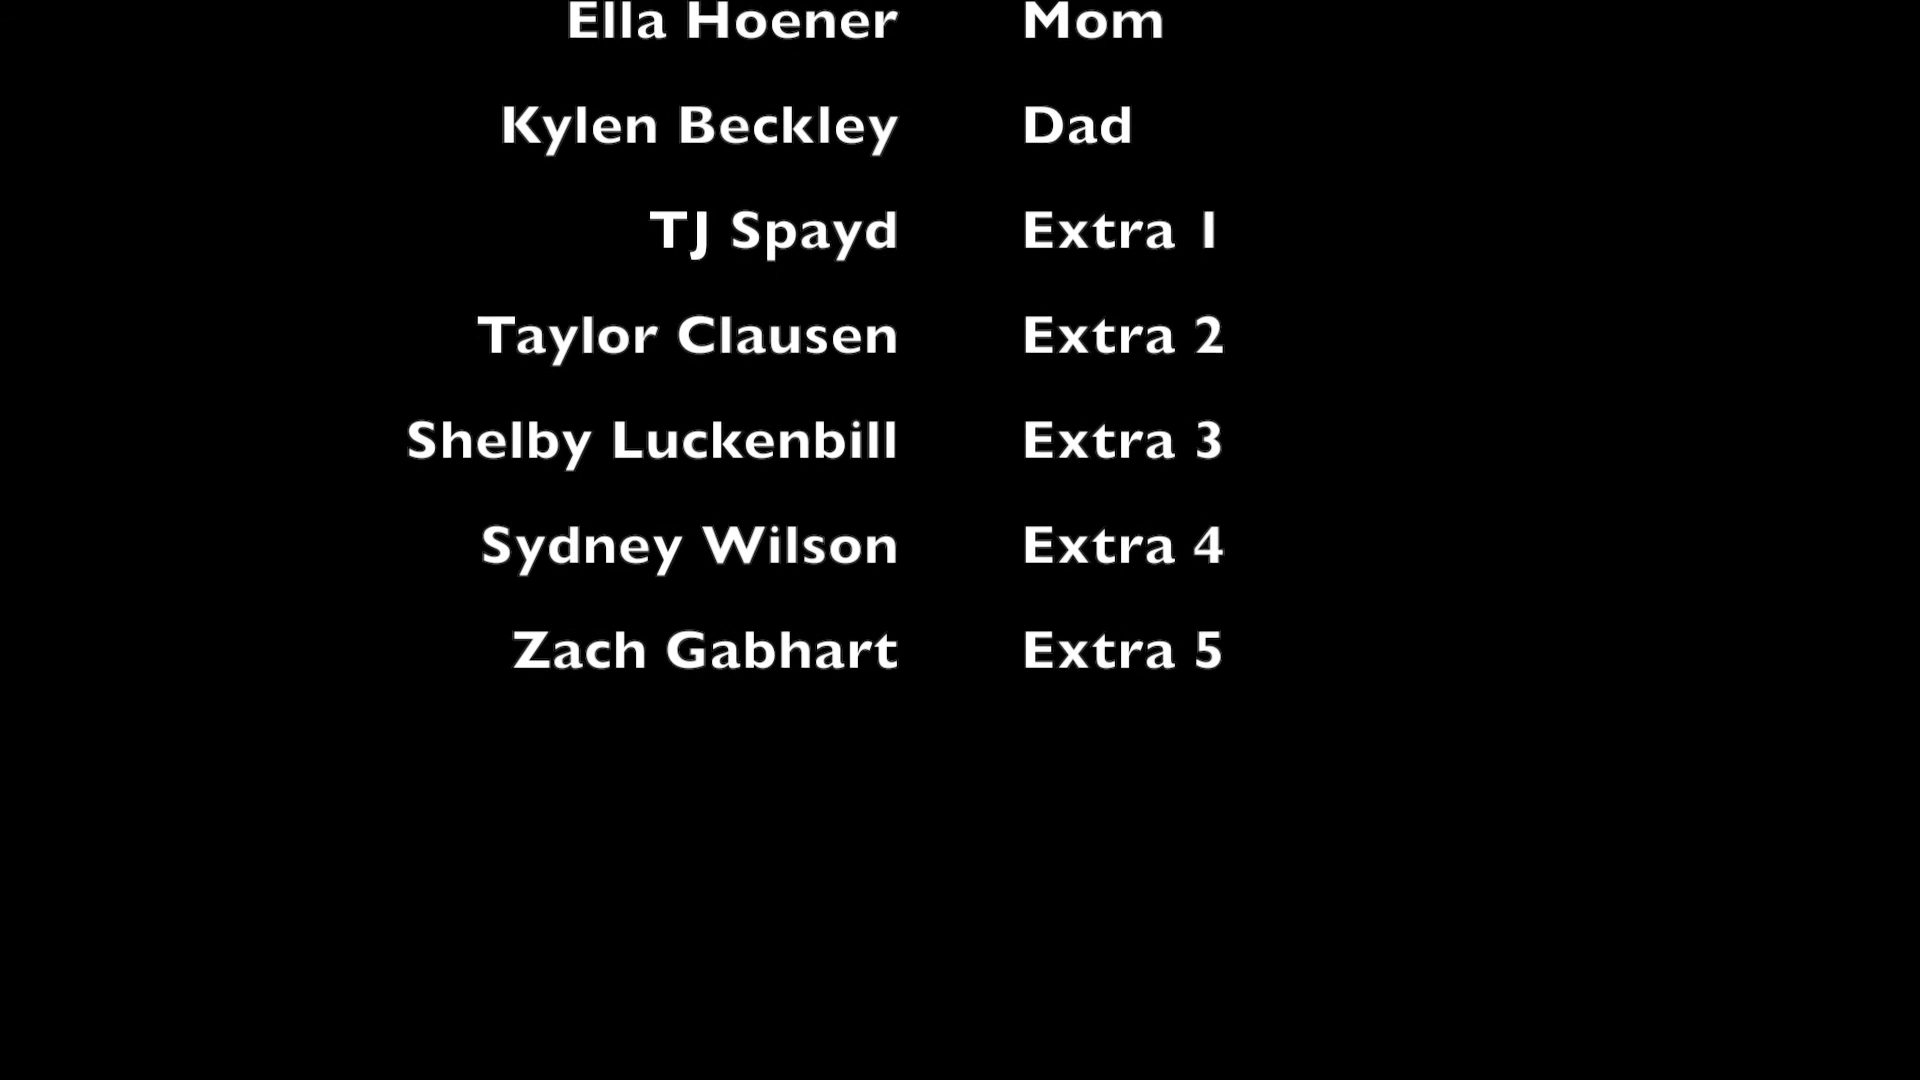 Ella Hoener Mom
Kylen Beckley Dad
TJ Spayd Extra 1
Taylor Clausen Extra 2
Shelby Luckenbill Extra 3
Sydney Wilson Extra 4
Zach Gabhart Extra 5